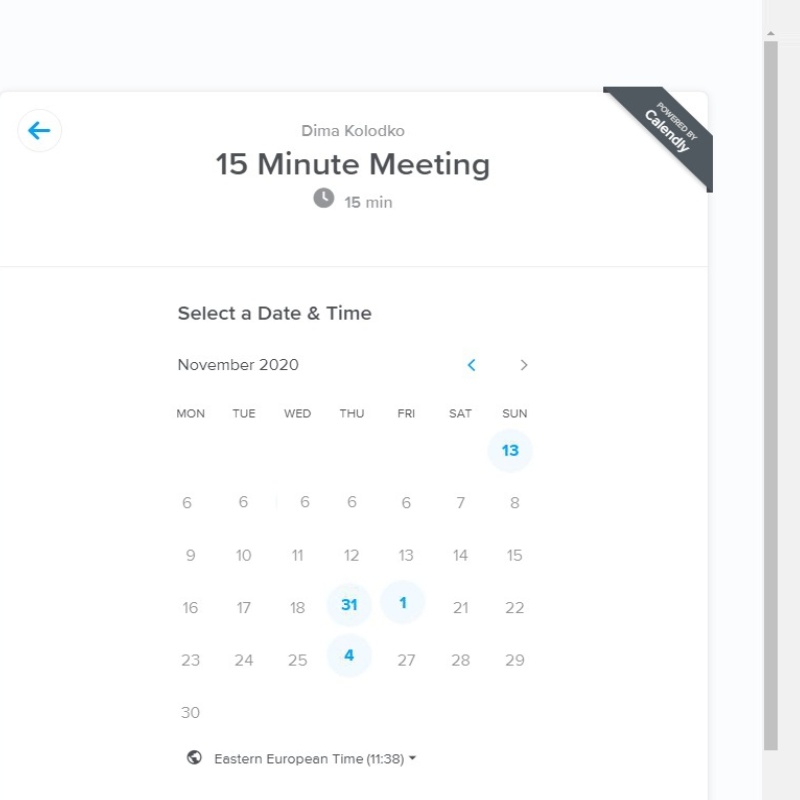 POWERED BY
Calendly
Dima Kolodko
15 Minute Meeting
15 min
Select a Date & Time
November 2020
MON TUE WED THU FRI SAT SUN
13
6 6 6 6 6 7 8
9 10 11 12 13 14 15
16 17 18 31 1 21 22
23 24 25 4 27 28 29
30
Eastern European Time (11:38)